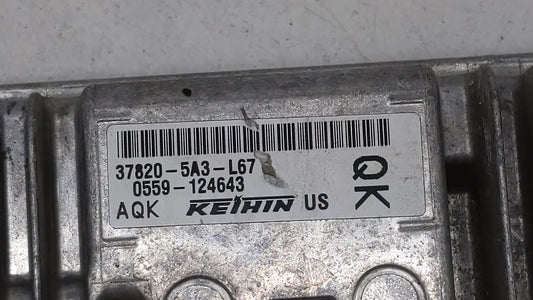 37820-5A3-L67
0559-124643
AQK KEIHIN US
QK